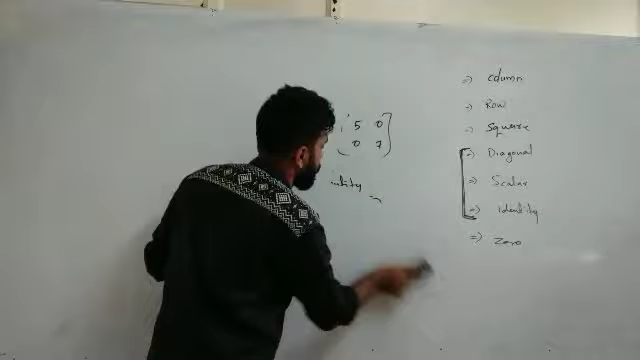 5 0
0 7
=> Column
=> Row
=> Square
=> Diagonal
=> Scalar
=> Identity
=> Zero